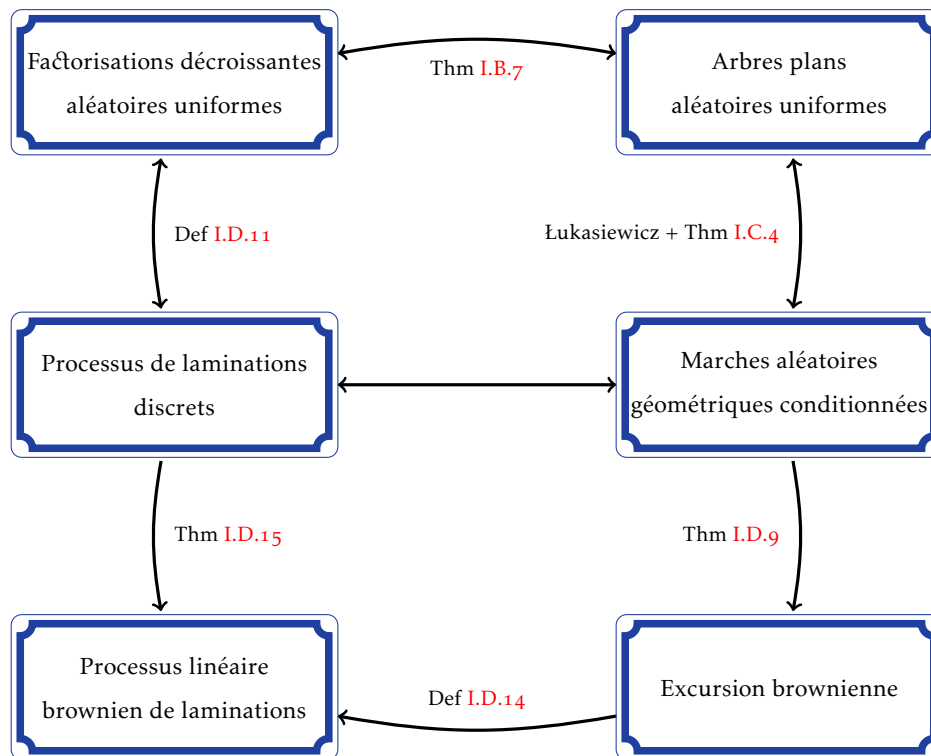 Factorisations décroissantes
aléatoires uniformes
Thm I.B.7
Arbres plans
aléatoires uniformes
Def I.D.11
Łukasiewicz + Thm I.C.4
Processus de laminations
discrets
Marches aléatoires
géométriques conditionnées
Thm I.D.15
Thm I.D.9
Processus linéaire
brownien de laminations
Def I.D.14
Excursion brownienne